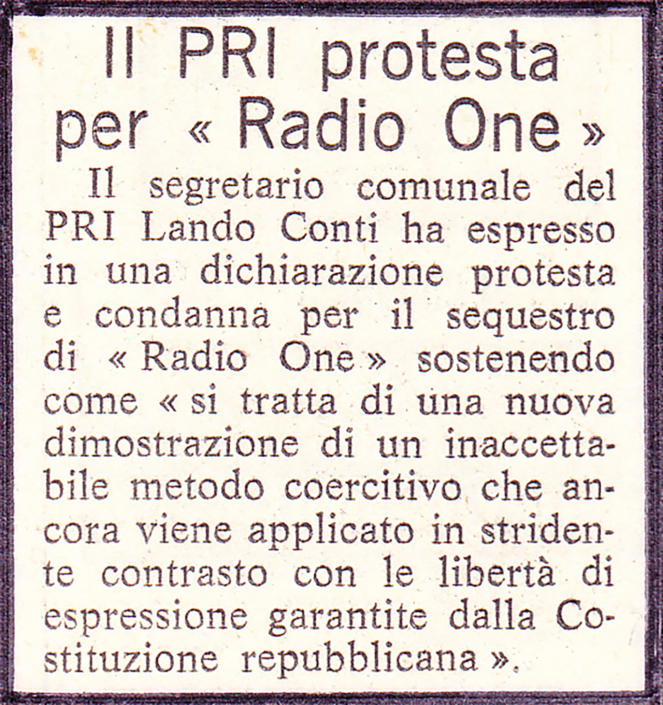 Il PRI protesta
per « Radio One »
Il segretario comunale del
PRI Lando Conti ha espresso
in una dichiarazione protesta
e condanna per il sequestro
di « Radio One » sostenendo
come « si tratta di una nuova
dimostrazione di un inaccetta-
bile metodo coercitivo che an-
cora viene applicato in striden-
te contrasto con le libertà di
espressione garantite dalla Co-
stituzione repubblicana ».